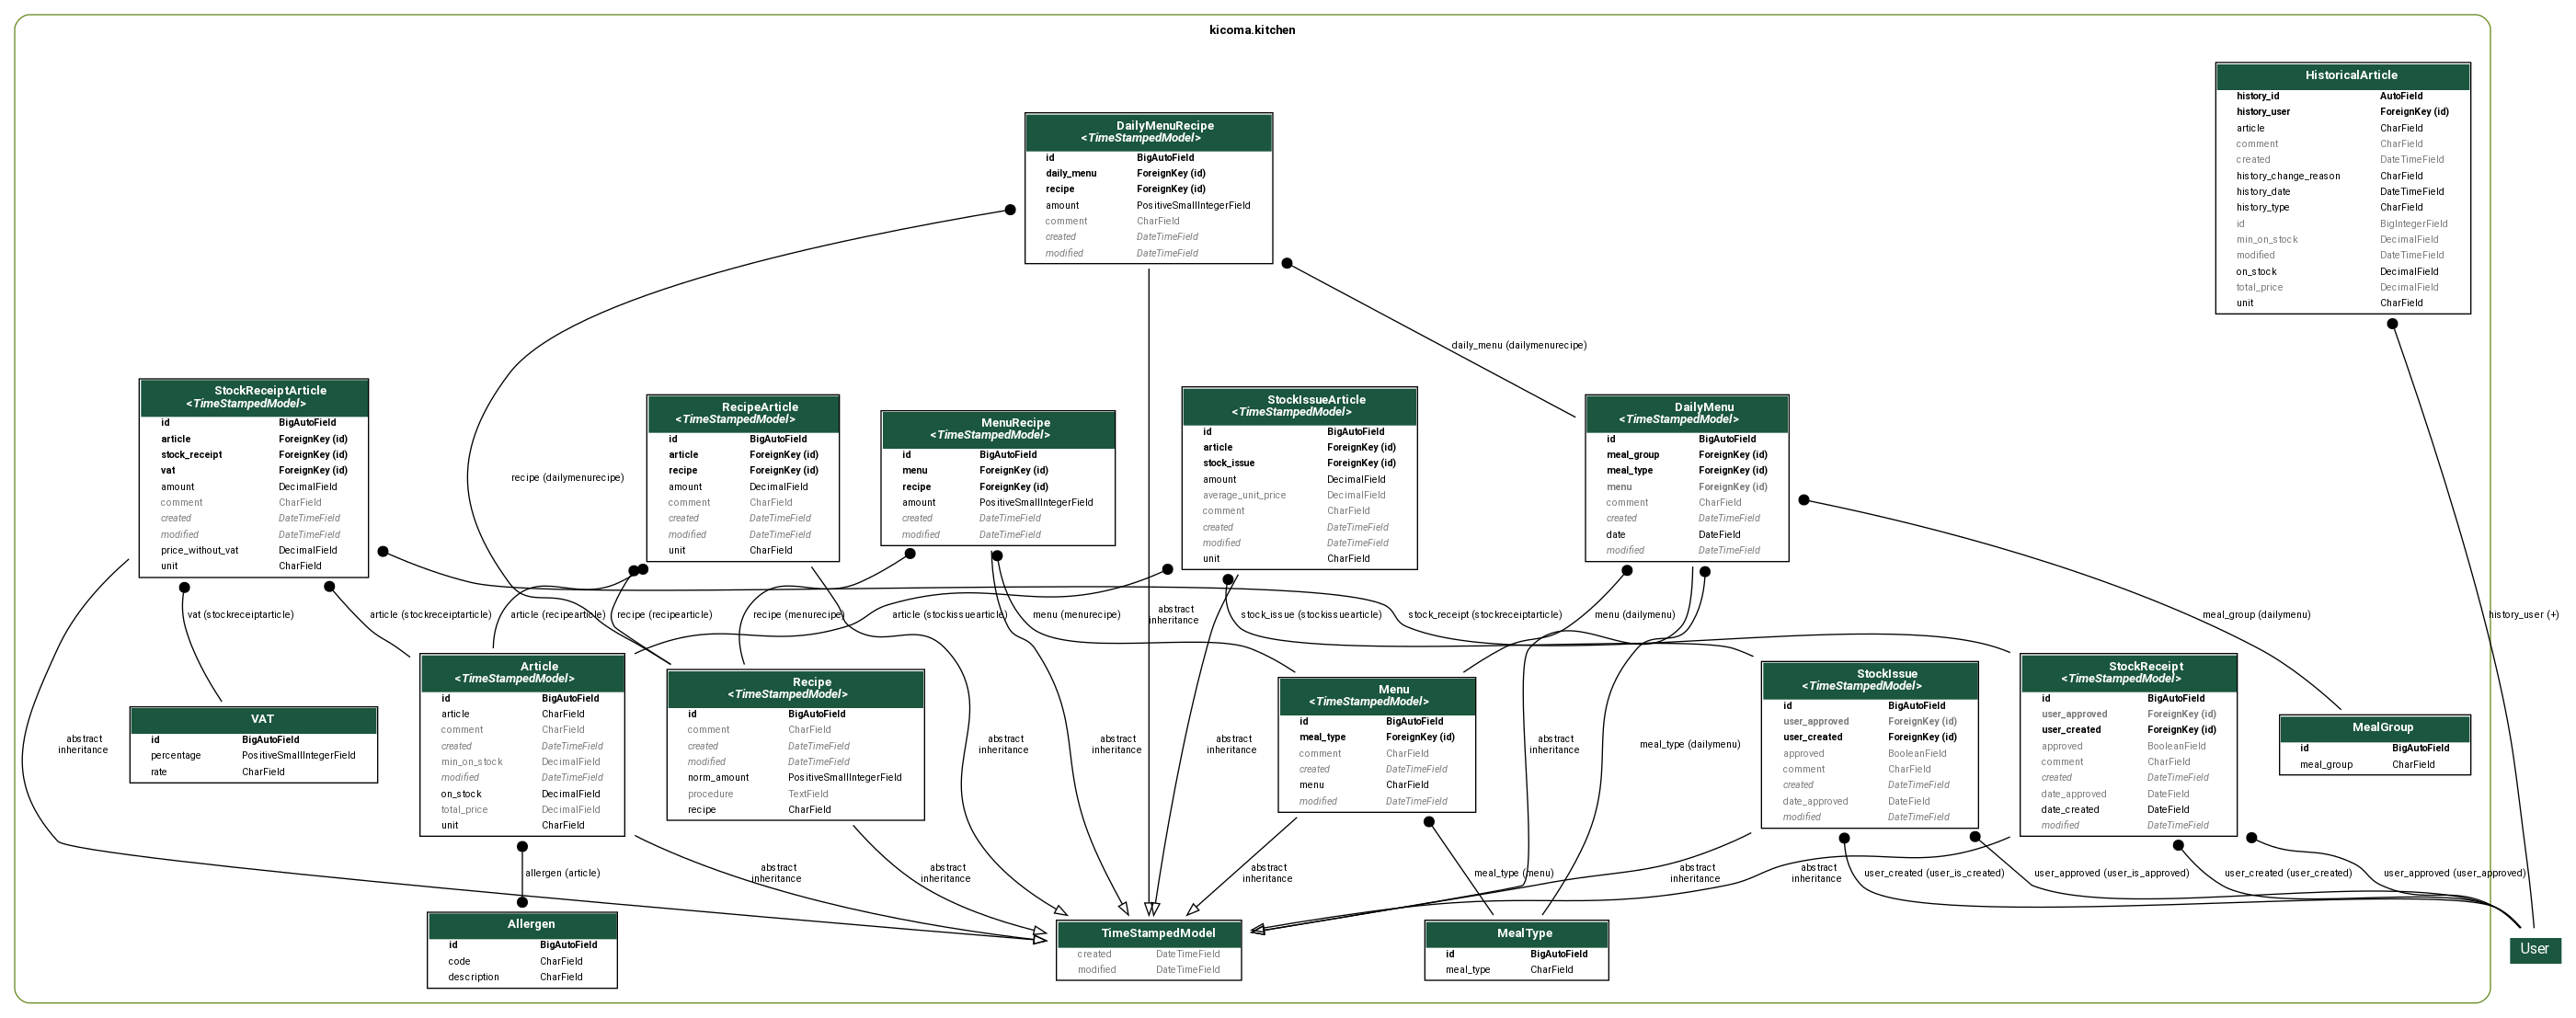 kicoma.kitchen
HistoricalArticle
history_id AutoField
history_user ForeignKey (id)
article CharField
comment CharField
created DateTimeField
history_change_reason CharField
history_date DateTimeField
history_type CharField
id BigIntegerField
min_on_stock DecimalField
modified DateTimeField
on_stock DecimalField
total_price DecimalField
unit CharField
DailyMenuRecipe
<TimeStampedModel>
id BigAutoField
daily_menu ForeignKey (id)
recipe ForeignKey (id)
amount PositiveSmallIntegerField
comment CharField
created DateTimeField
modified DateTimeField
daily_menu (dailymenurecipe)
recipe (dailymenurecipe)
StockReceiptArticle
<TimeStampedModel>
id BigAutoField
article ForeignKey (id)
stock_receipt ForeignKey (id)
vat ForeignKey (id)
amount DecimalField
comment CharField
created DateTimeField
modified DateTimeField
price_without_vat DecimalField
unit CharField
RecipeArticle
<TimeStampedModel>
id BigAutoField
article ForeignKey (id)
recipe ForeignKey (id)
amount DecimalField
comment CharField
created DateTimeField
modified DateTimeField
unit CharField
MenuRecipe
<TimeStampedModel>
id BigAutoField
menu ForeignKey (id)
recipe ForeignKey (id)
amount PositiveSmallIntegerField
created DateTimeField
modified DateTimeField
StockIssueArticle
<TimeStampedModel>
id BigAutoField
article ForeignKey (id)
stock_issue ForeignKey (id)
amount DecimalField
average_unit_price DecimalField
comment CharField
created DateTimeField
modified DateTimeField
unit CharField
DailyMenu
<TimeStampedModel>
id BigAutoField
meal_group ForeignKey (id)
meal_type ForeignKey (id)
menu ForeignKey (id)
comment CharField
created DateTimeField
date DateField
modified DateTimeField
vat (stockreceiptarticle)
article (stockreceiptarticle)
article (recipearticle)
recipe (recipearticle)
recipe (menurecipe)
article (stockissuearticle)
menu (menurecipe)
abstract
inheritance
stock_issue (stockissuearticle)
stock_receipt (stockreceiptarticle)
menu (dailymenu)
meal_group (dailymenu)
history_user (+)
abstract
inheritance
VAT
id BigAutoField
percentage PositiveSmallIntegerField
rate CharField
Article
<TimeStampedModel>
id BigAutoField
article CharField
comment CharField
created DateTimeField
min_on_stock DecimalField
modified DateTimeField
on_stock DecimalField
total_price DecimalField
unit CharField
Recipe
<TimeStampedModel>
id BigAutoField
comment CharField
created DateTimeField
modified DateTimeField
norm_amount PositiveSmallIntegerField
procedure TextField
recipe CharField
abstract
inheritance
abstract
inheritance
abstract
inheritance
Menu
<TimeStampedModel>
id BigAutoField
meal_type ForeignKey (id)
comment CharField
created DateTimeField
menu CharField
modified DateTimeField
abstract
inheritance
meal_type (dailymenu)
StockIssue
<TimeStampedModel>
id BigAutoField
user_approved ForeignKey (id)
user_created ForeignKey (id)
approved BooleanField
comment CharField
created DateTimeField
date_approved DateField
modified DateTimeField
StockReceipt
<TimeStampedModel>
id BigAutoField
user_approved ForeignKey (id)
user_created ForeignKey (id)
approved BooleanField
comment CharField
created DateTimeField
date_approved DateField
date_created DateField
modified DateTimeField
MealGroup
id BigAutoField
meal_group CharField
allergen (article)
abstract
inheritance
abstract
inheritance
abstract
inheritance
meal_type (menu)
abstract
inheritance
abstract
inheritance
user_created (user_is_created)
user_approved (user_is_approved)
user_created (user_created)
user_approved (user_approved)
Allergen
id BigAutoField
code CharField
description CharField
TimeStampedModel
created DateTimeField
modified DateTimeField
MealType
id BigAutoField
meal_type CharField
User